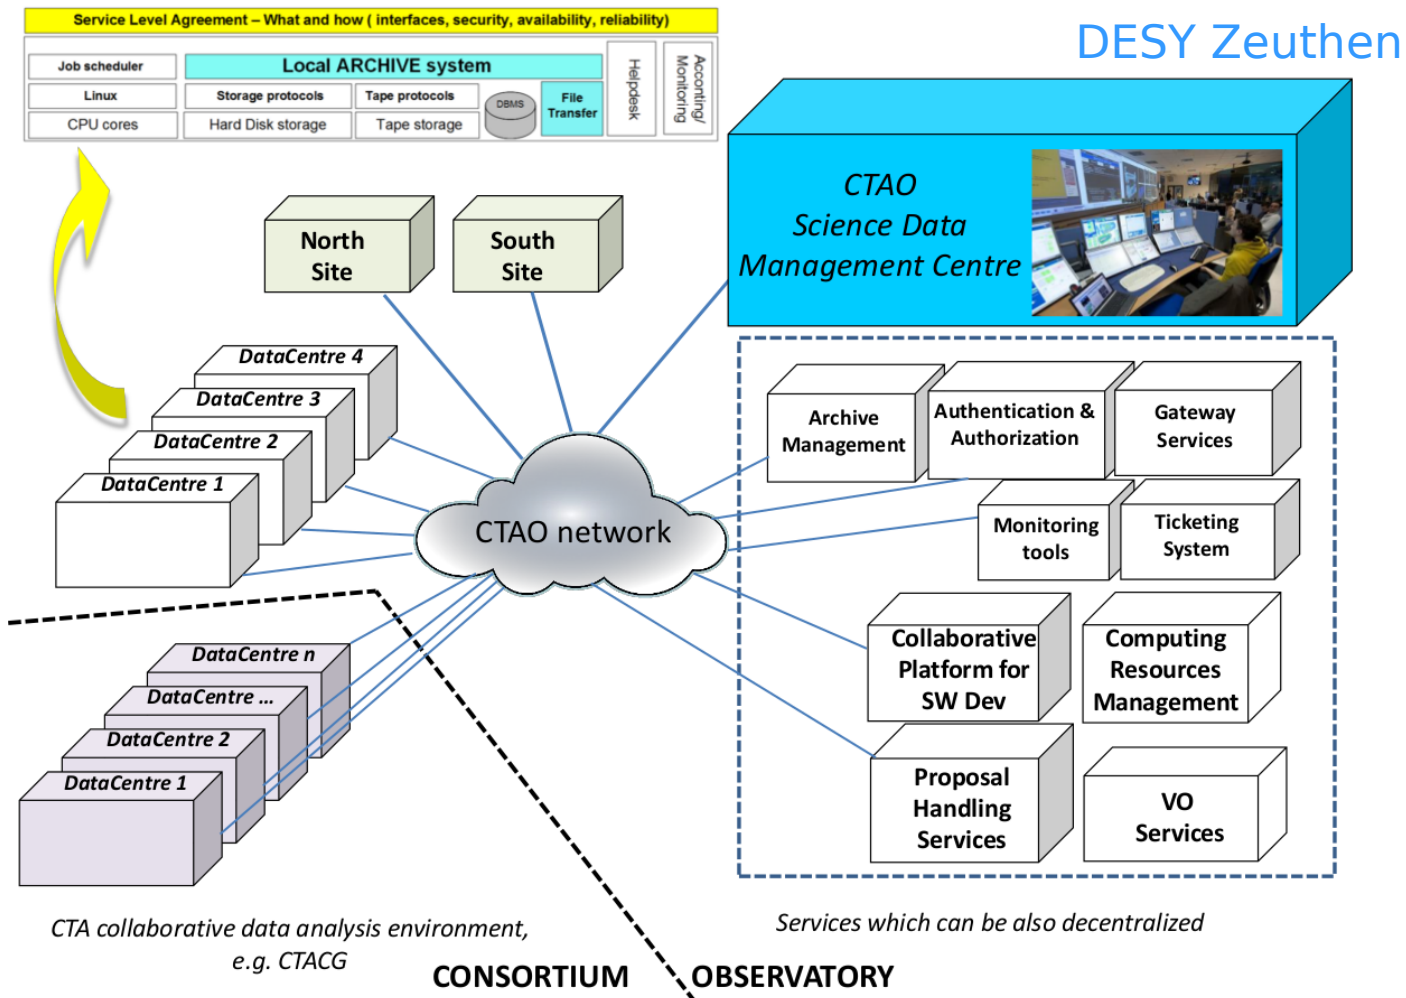 Service Level Agreement – What and how ( interfaces, security, availability, reliability)
DESY Zeuthen
Job scheduler
Local ARCHIVE system
Linux
Storage protocols
Tape protocols
DBMS
File
Transfer
CPU cores
Hard Disk storage
Tape storage
Helpdesk
Acconting/
Monitoring
CTAO
Science Data
Management Centre
North
Site
South
Site
DataCentre 4
DataCentre 3
DataCentre 2
DataCentre 1
CTAO network
Archive
Management
Authentication &
Authorization
Gateway
Services
Monitoring
tools
Ticketing
System
Collaborative
Platform for
SW Dev
Computing
Resources
Management
Proposal
Handling
Services
VO
Services
DataCentre n
DataCentre ...
DataCentre 2
DataCentre 1
CTA collaborative data analysis environment,
e.g. CTACG
Services which can be also decentralized
CONSORTIUM
OBSERVATORY